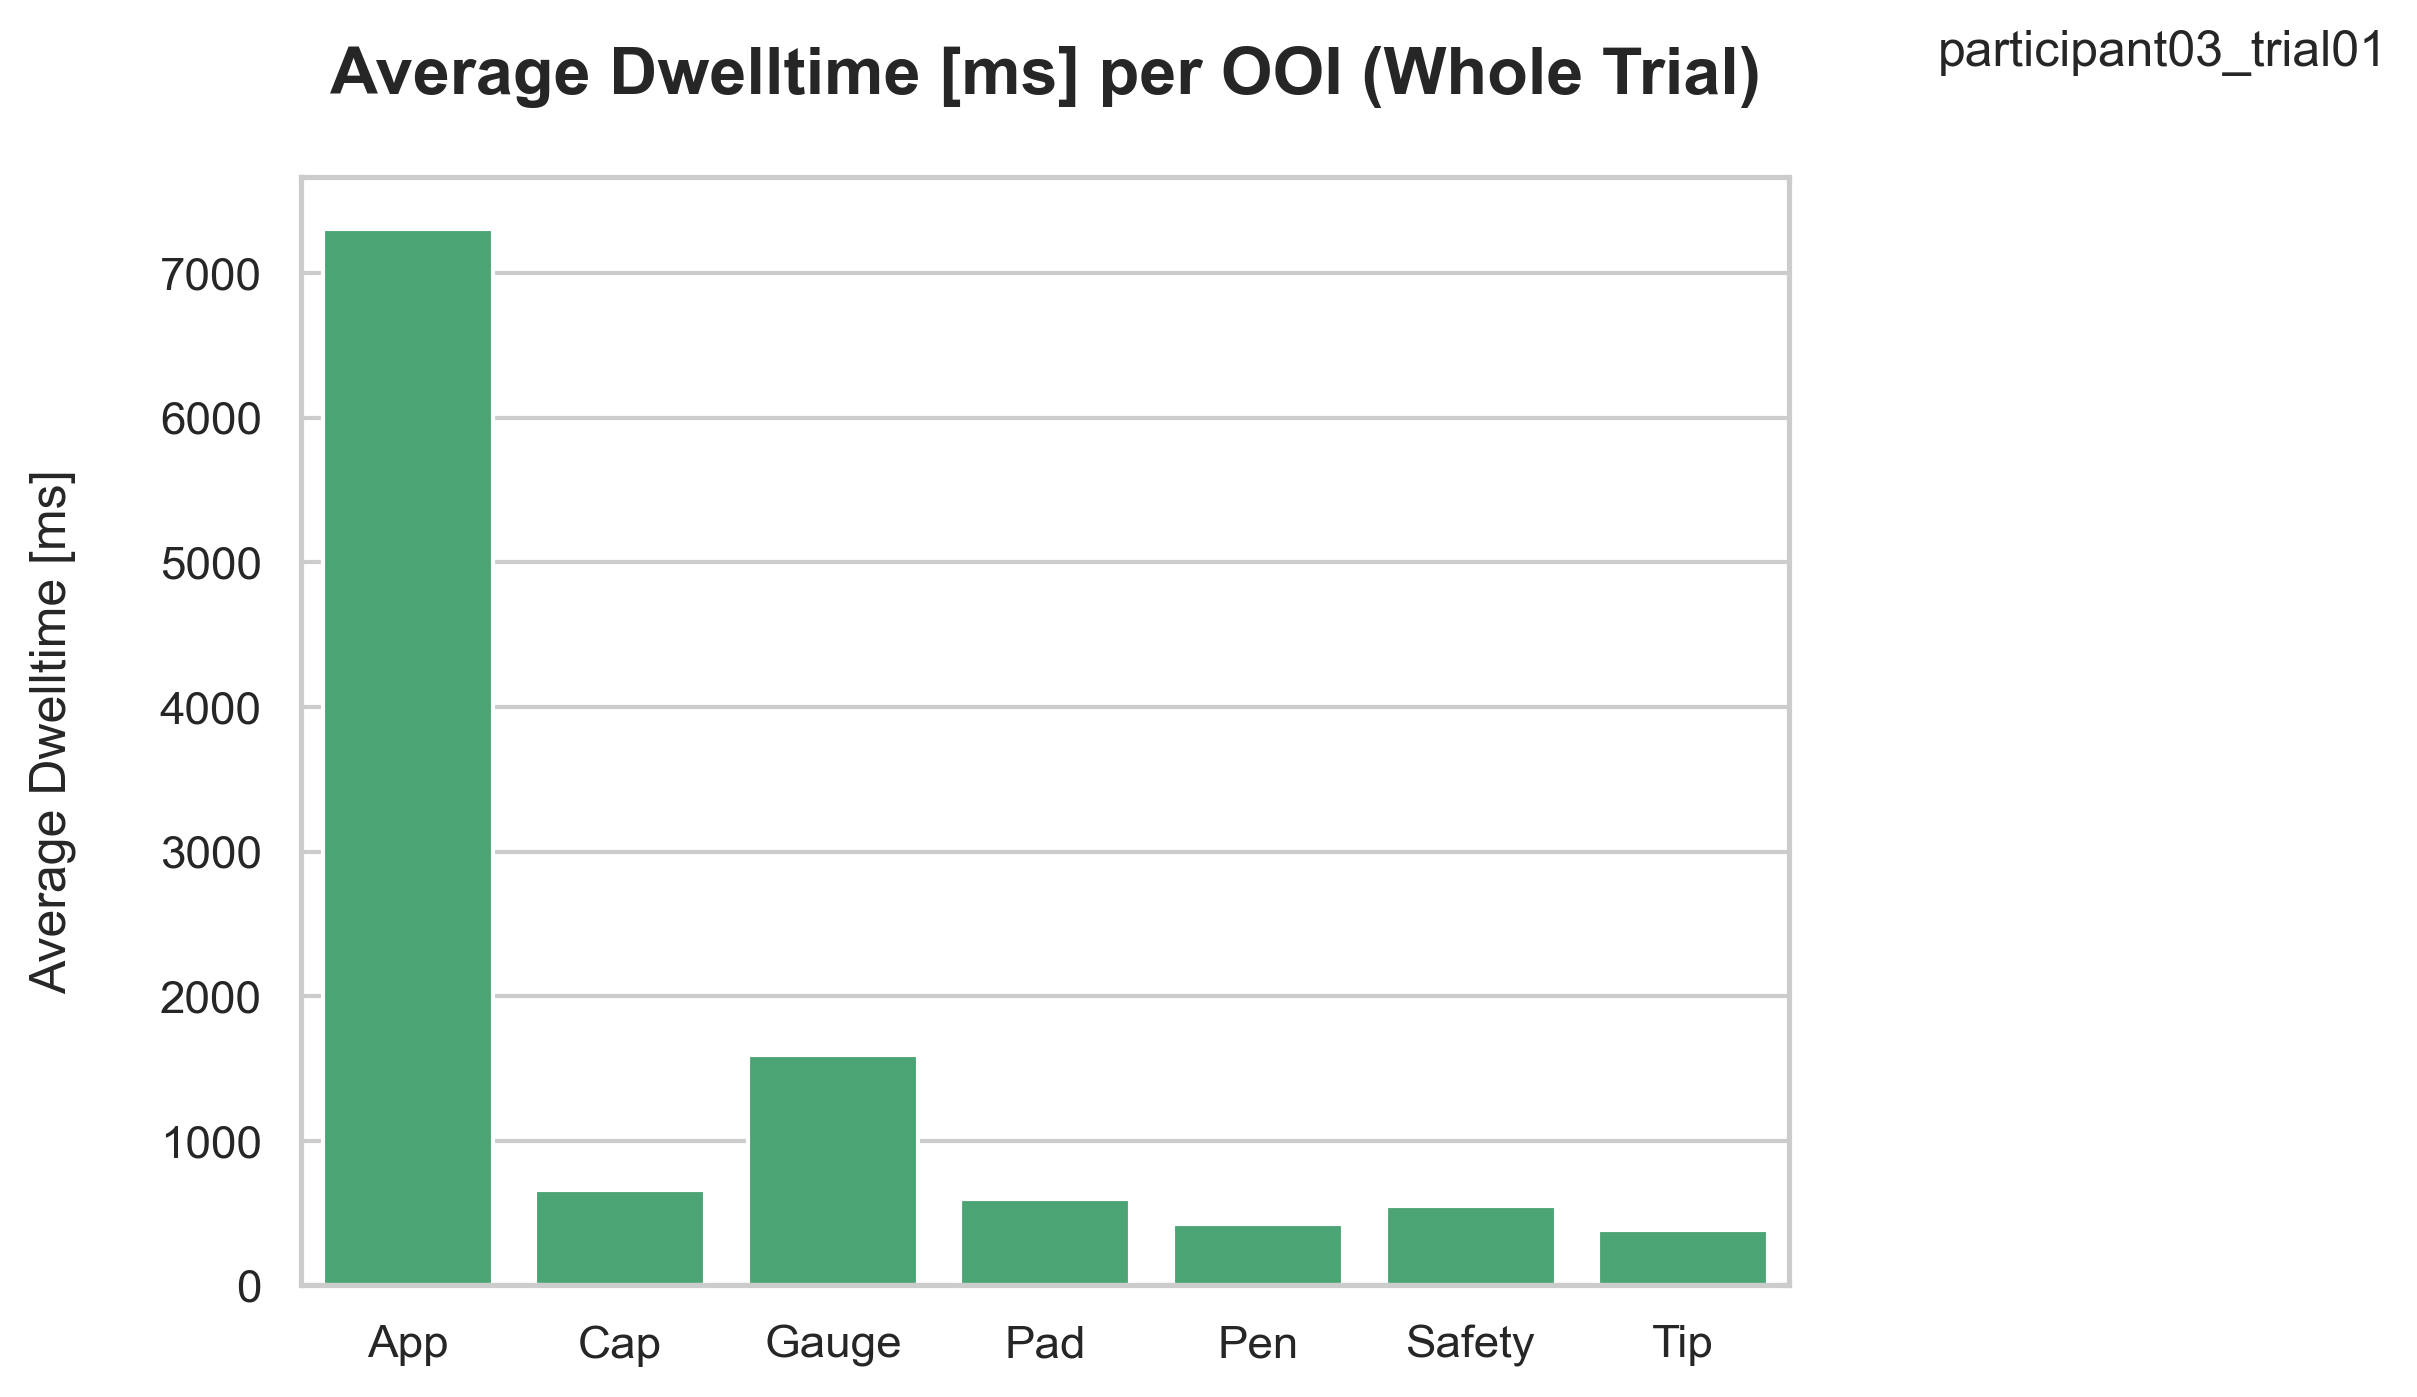 participant03_trial01
Average Dwelltime [ms] per OOI (Whole Trial)
Average Dwelltime [ms]
7000
6000
5000
4000
3000
2000
1000
0
App Cap Gauge Pad Pen Safety Tip